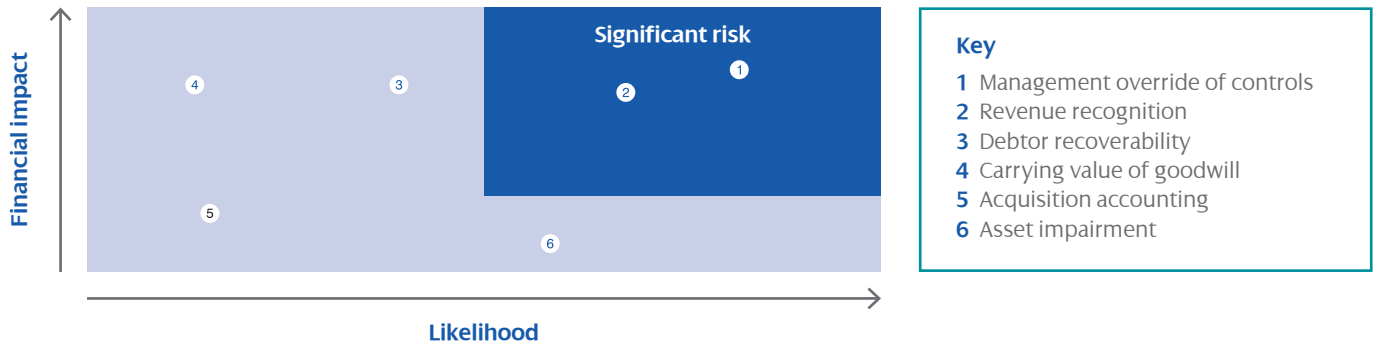 Financial impact
Significant risk
1
2
3
4
5
6
Likelihood
Key
1 Management override of controls
2 Revenue recognition
3 Debtor recoverability
4 Carrying value of goodwill
5 Acquisition accounting
6 Asset impairment